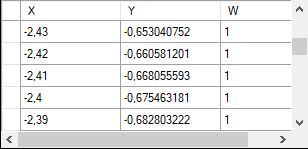 X Y W
-2,43 -0,653040752 1
-2,42 -0,660581201 1
-2,41 -0,668055593 1
-2,4 -0,675463181 1
-2,39 -0,682803222 1